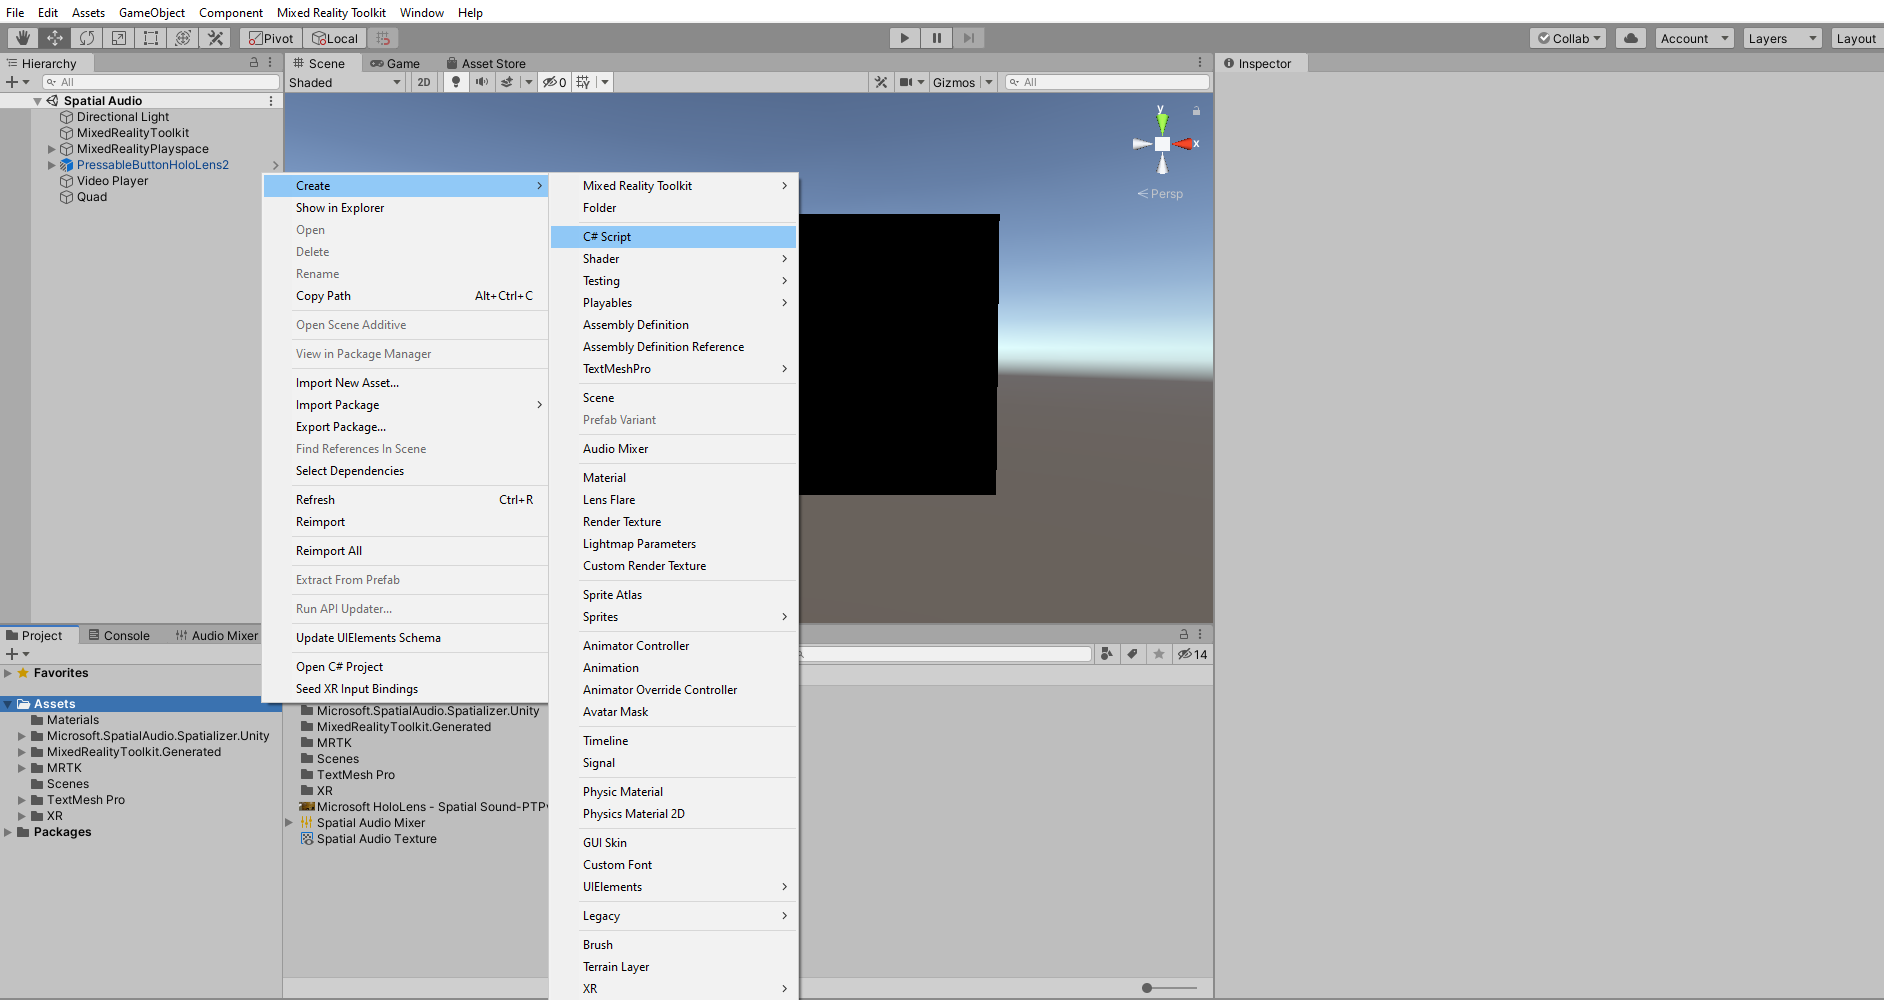 File Edit Assets GameObject Component Mixed Reality Toolkit Window Help
Pivot Local Collab Account Layers Layout
Hierarchy
All
Spatial Audio
Directional Light
MixedRealityToolkit
MixedRealityPlayspace
PressableButtonHoloLens2
Video Player
Quad
Scene Game Asset Store
Shaded 2D 0 Gizmos All
y
x
Persp
Inspector
Create
Show in Explorer
Open
Delete
Rename
Copy Path Alt+Ctrl+C
Open Scene Additive
View in Package Manager
Import New Asset...
Import Package
Export Package...
Find References In Scene
Select Dependencies
Refresh Ctrl+R
Reimport
Reimport All
Extract From Prefab
Run API Updater...
Update UIElements Schema
Open C# Project
Seed XR Input Bindings
Mixed Reality Toolkit
Folder
C# Script
Shader
Testing
Playables
Assembly Definition
Assembly Definition Reference
TextMeshPro
Scene
Prefab Variant
Audio Mixer
Material
Lens Flare
Render Texture
Lightmap Parameters
Custom Render Texture
Sprite Atlas
Sprites
Animator Controller
Animation
Animator Override Controller
Avatar Mask
Timeline
Signal
Physic Material
Physics Material 2D
GUI Skin
Custom Font
UIElements
Legacy
Brush
Terrain Layer
XR
Project Console Audio Mixer
14
Favorites
Assets
Materials
Microsoft.SpatialAudio.Spatializer.Unity
MixedRealityToolkit.Generated
MRTK
Scenes
TextMesh Pro
XR
Packages
Microsoft.SpatialAudio.Spatializer.Unity
MixedRealityToolkit.Generated
MRTK
Scenes
TextMesh Pro
XR
Microsoft HoloLens - Spatial Sound-PTP
Spatial Audio Mixer
Spatial Audio Texture